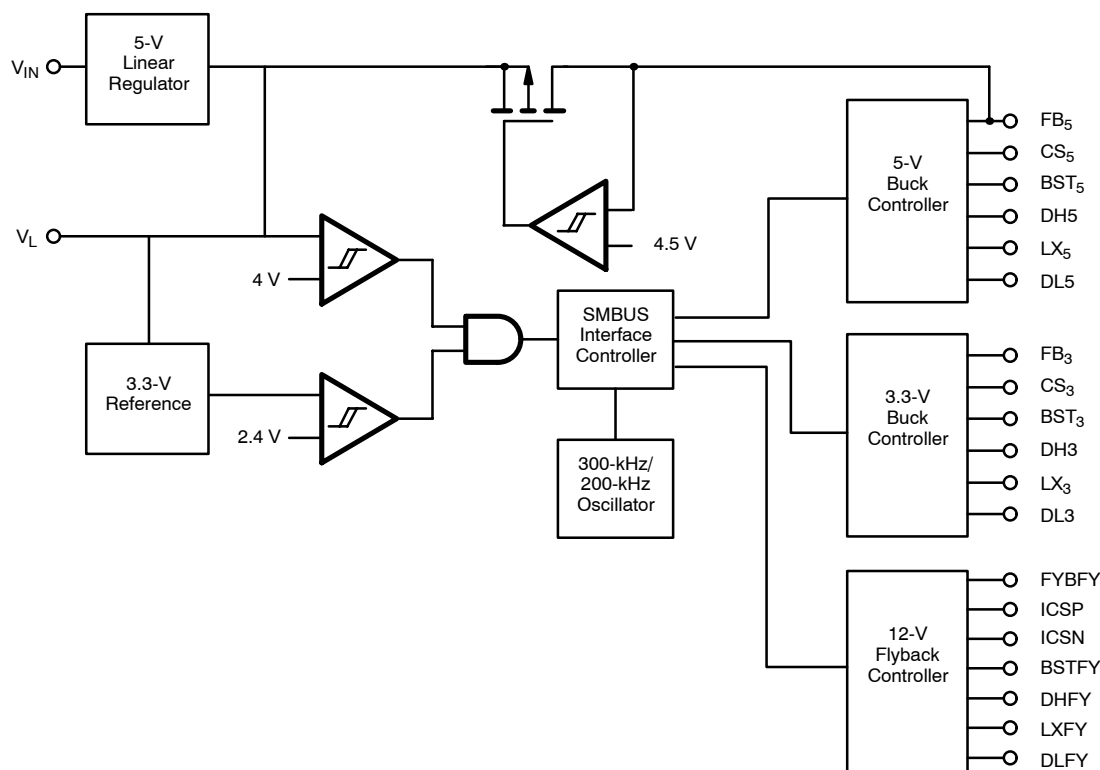 5-V
Linear
Regulator
V_IN
V_L
4 V
4.5 V
3.3-V
Reference
2.4 V
SMBUS
Interface
Controller
300-kHz/
200-kHz
Oscillator
5-V
Buck
Controller
FB5
CS5
BST5
DH5
LX5
DL5
3.3-V
Buck
Controller
FB3
CS3
BST3
DH3
LX3
DL3
12-V
Flyback
Controller
FYBFY
ICSP
ICSN
BSTFY
DHFY
LXFY
DLFY